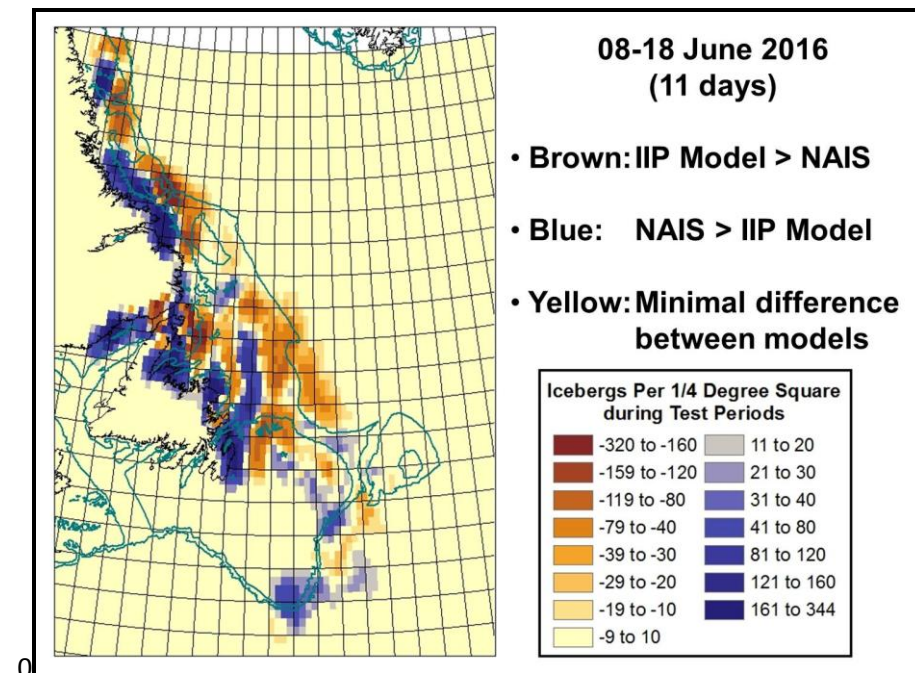 08-18 June 2016
(11 days)
• Brown: IIP Model > NAIS
• Blue: NAIS > IIP Model
• Yellow: Minimal difference
between models
Icebergs Per 1/4 Degree Square
during Test Periods
-320 to -160 11 to 20
-159 to -120 21 to 30
-119 to -80 31 to 40
-79 to -40 41 to 80
-39 to -30 81 to 120
-29 to -20 121 to 160
-19 to -10 161 to 344
-9 to 10
0